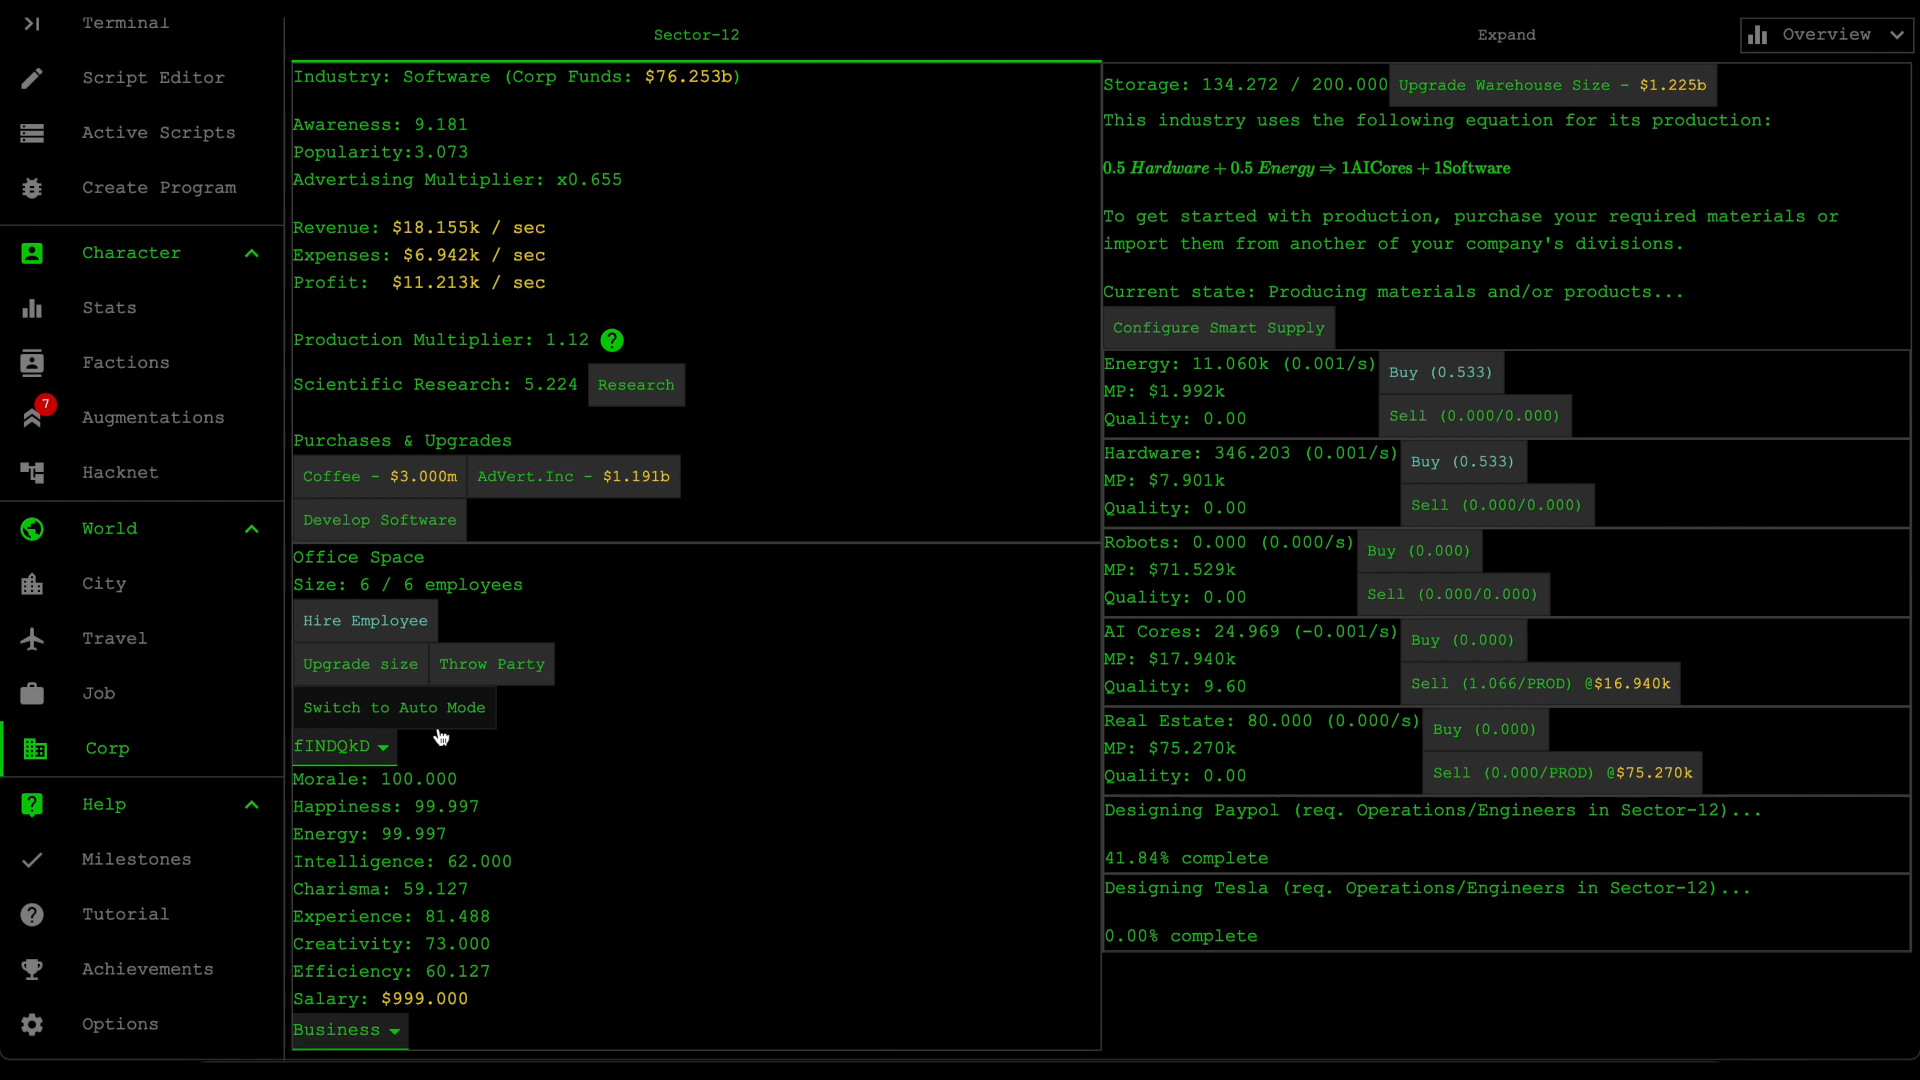 Terminal
Script Editor
Active Scripts
Create Program
Character
Stats
Factions
7
Augmentations
Hacknet
World
City
Travel
Job
Corp
Help
Milestones
Tutorial
Achievements
Options
Sector-12
Expand
Overview
Industry: Software (Corp Funds: $76.253b)
Awareness: 9.181
Popularity:3.073
Advertising Multiplier: x0.655
Revenue: $18.155k / sec
Expenses: $6.942k / sec
Profit: $11.213k / sec
Production Multiplier: 1.12 ?
Scientific Research: 5.224 Research
Purchases & Upgrades
Coffee - $3.000m AdVert.Inc - $1.191b
Develop Software
Office Space
Size: 6 / 6 employees
Hire Employee
Upgrade size Throw Party
Switch to Auto Mode
fINDQkD
Morale: 100.000
Happiness: 99.997
Energy: 99.997
Intelligence: 62.000
Charisma: 59.127
Experience: 81.488
Creativity: 73.000
Efficiency: 60.127
Salary: $999.000
Business
Storage: 134.272 / 200.000 Upgrade Warehouse Size - $1.225b
This industry uses the following equation for its production:
0.5 Hardware + 0.5 Energy ⇒ 1AICores + 1Software
To get started with production, purchase your required materials or
import them from another of your company's divisions.
Current state: Producing materials and/or products...
Configure Smart Supply
Energy: 11.060k (0.001/s) Buy (0.533)
MP: $1.992k
Quality: 0.00 Sell (0.000/0.000)
Hardware: 346.203 (0.001/s) Buy (0.533)
MP: $7.901k
Quality: 0.00 Sell (0.000/0.000)
Robots: 0.000 (0.000/s) Buy (0.000)
MP: $71.529k
Quality: 0.00 Sell (0.000/0.000)
AI Cores: 24.969 (-0.001/s) Buy (0.000)
MP: $17.940k
Quality: 9.60 Sell (1.066/PROD) @$16.940k
Real Estate: 80.000 (0.000/s) Buy (0.000)
MP: $75.270k
Quality: 0.00 Sell (0.000/PROD) @$75.270k
Designing Paypol (req. Operations/Engineers in Sector-12)...
41.84% complete
Designing Tesla (req. Operations/Engineers in Sector-12)...
0.00% complete